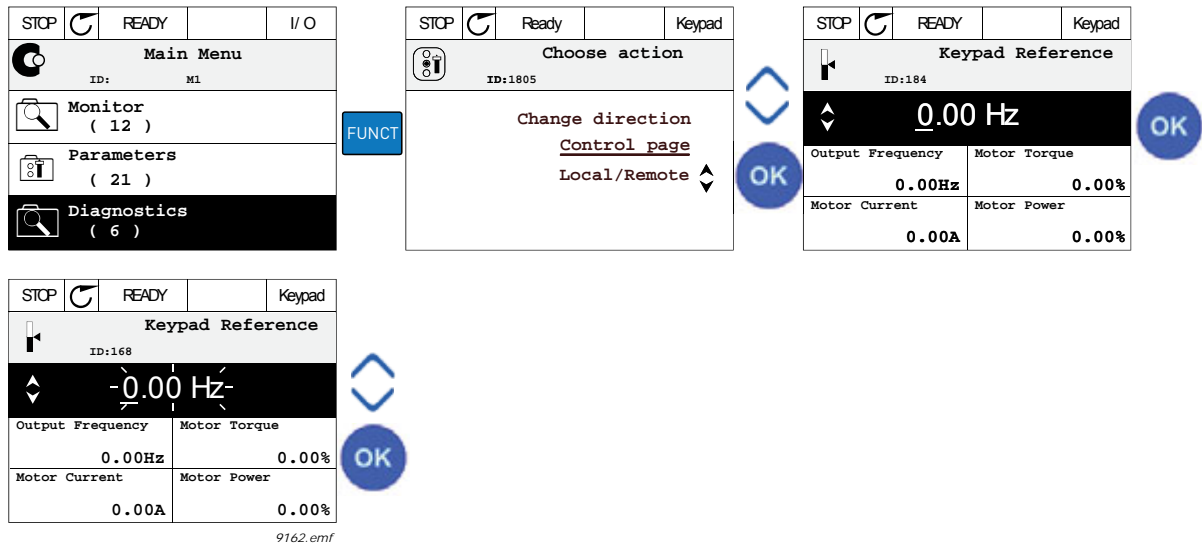 STOP READY I/O
Main Menu
ID: M1
Monitor
( 12 )
Parameters
( 21 )
Diagnostics
( 6 )
FUNCT
STOP Ready Keypad
Choose action
ID:1805
Change direction
Control page
Local/Remote
OK
STOP READY Keypad
Keypad Reference
ID:184
0.00 Hz
Output Frequency Motor Torque
0.00Hz 0.00%
Motor Current Motor Power
0.00A 0.00%
OK
STOP READY Keypad
Keypad Reference
ID:168
0.00 Hz
Output Frequency Motor Torque
0.00Hz 0.00%
Motor Current Motor Power
0.00A 0.00%
OK
9162.emf